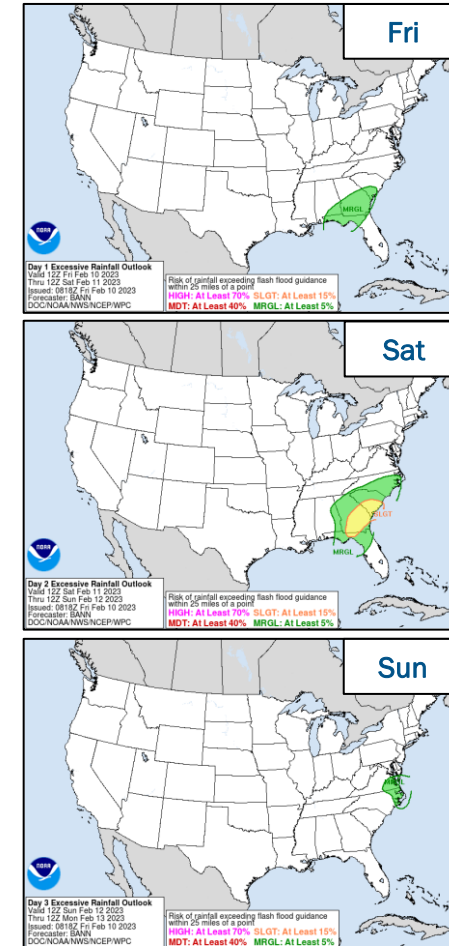 Fri
MRGL
NOAA
Day 1 Excessive Rainfall Outlook
Valid 12Z Fri Feb 10 2023
Thru 12Z Sat Feb 11 2023
Issued: 0818Z Fri Feb 10 2023
Forecaster: BANN
DOC/NOAA/NWS/NCEP/WPC
Risk of rainfall exceeding flash flood guidance
within 25 miles of a point
HIGH: At Least 70% SLGT: At Least 15%
MDT: At Least 40% MRGL: At Least 5%
Sat
SLGT
MRGL
NOAA
Day 2 Excessive Rainfall Outlook
Valid 12Z Sat Feb 11 2023
Thru 12Z Sun Feb 12 2023
Issued: 0818Z Fri Feb 10 2023
Forecaster: BANN
DOC/NOAA/NWS/NCEP/WPC
Risk of rainfall exceeding flash flood guidance
within 25 miles of a point
HIGH: At Least 70% SLGT: At Least 15%
MDT: At Least 40% MRGL: At Least 5%
Sun
MRGL
NOAA
Day 3 Excessive Rainfall Outlook
Valid 12Z Sun Feb 12 2023
Thru 12Z Mon Feb 13 2023
Issued: 0818Z Fri Feb 10 2023
Forecaster: BANN
DOC/NOAA/NWS/NCEP/WPC
Risk of rainfall exceeding flash flood guidance
within 25 miles of a point
HIGH: At Least 70% SLGT: At Least 15%
MDT: At Least 40% MRGL: At Least 5%